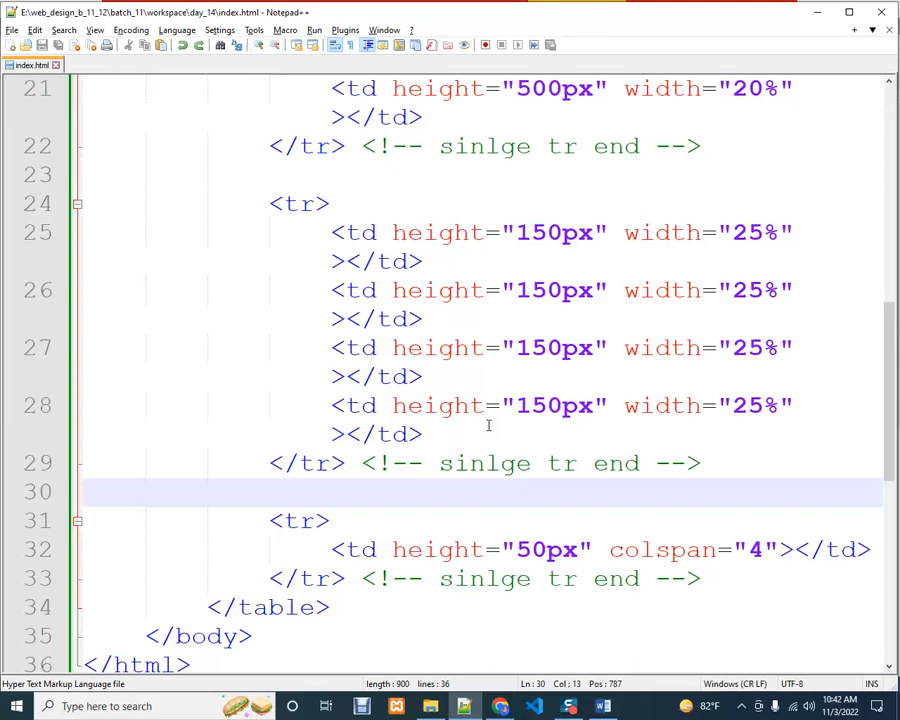 E:\web_design_b_11_12\batch_11\workspace\day_14\index.html - Notepad++
File Edit Search View Encoding Language Settings Tools Macro Run Plugins Window ? + ▼ X
index.html
21 <td height="500px" width="20%"
></td>
22 </tr> <!-- sinlge tr end -->
23
24 <tr>
25 <td height="150px" width="25%"
></td>
26 <td height="150px" width="25%"
></td>
27 <td height="150px" width="25%"
></td>
28 <td height="150px" width="25%"
></td>
29 </tr> <!-- sinlge tr end -->
30
31 <tr>
32 <td height="50px" colspan="4"></td>
33 </tr> <!-- sinlge tr end -->
34 </table>
35 </body>
36 </html>
Hyper Text Markup Language file length : 900 lines : 36 Ln : 30 Col : 13 Pos : 787 Windows (CR LF) UTF-8 INS
Type here to search 82°F 10:42 AM
11/3/2022